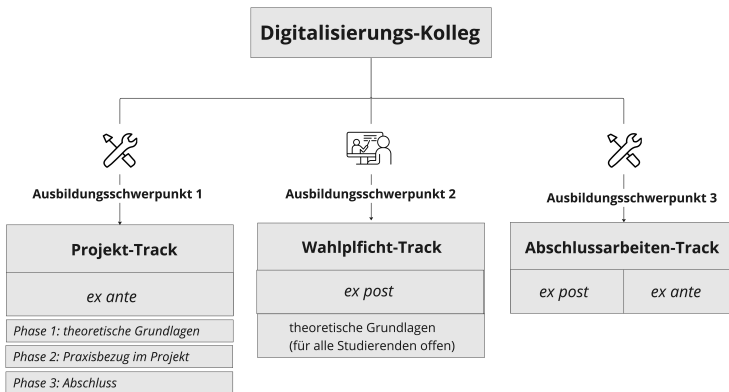 Digitalisierungs-Kolleg
Ausbildungsschwerpunkt 1
Projekt-Track
ex ante
Phase 1: theoretische Grundlagen
Phase 2: Praxisbezug im Projekt
Phase 3: Abschluss
Ausbildungsschwerpunkt 2
Wahlplficht-Track
ex post
theoretische Grundlagen
(für alle Studierenden offen)
Ausbildungsschwerpunkt 3
Abschlussarbeiten-Track
ex post
ex ante